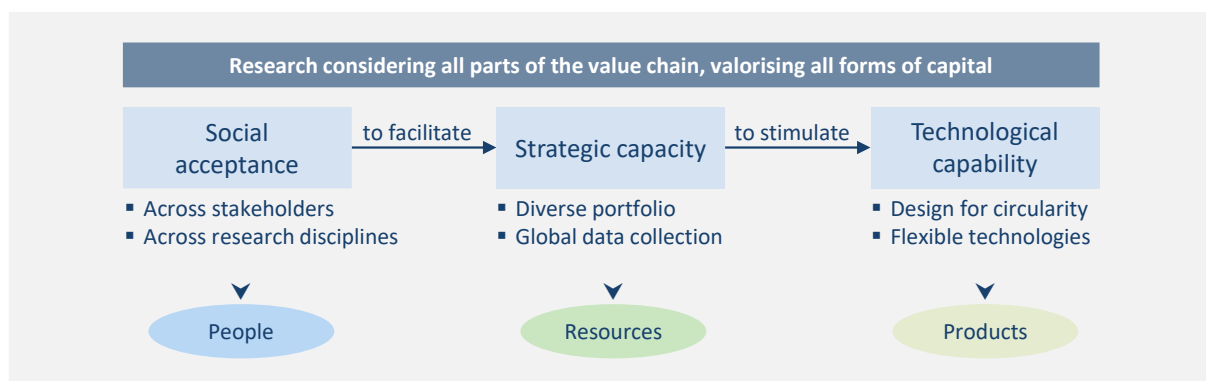 Research considering all parts of the value chain, valorising all forms of capital
Social
acceptance
to facilitate
Strategic capacity
to stimulate
Technological
capability
▪ Across stakeholders
▪ Across research disciplines
▪ Diverse portfolio
▪ Global data collection
▪ Design for circularity
▪ Flexible technologies
People
Resources
Products